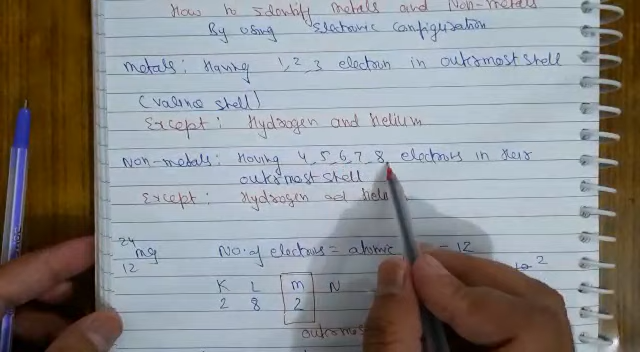 How to Identify metals and Non-metals
By using Electronic Configuration
metals: Having 1, 2, 3 electron in outermost shell
(valence shell)
Except: Hydrogen and helium
Non-metals: Having 4, 5, 6, 7, 8, electrons in their
outermost shell
Except: Hydrogen and
24
mg No: of electrons = atomic - 12
12
2
K L M N
2 8 2